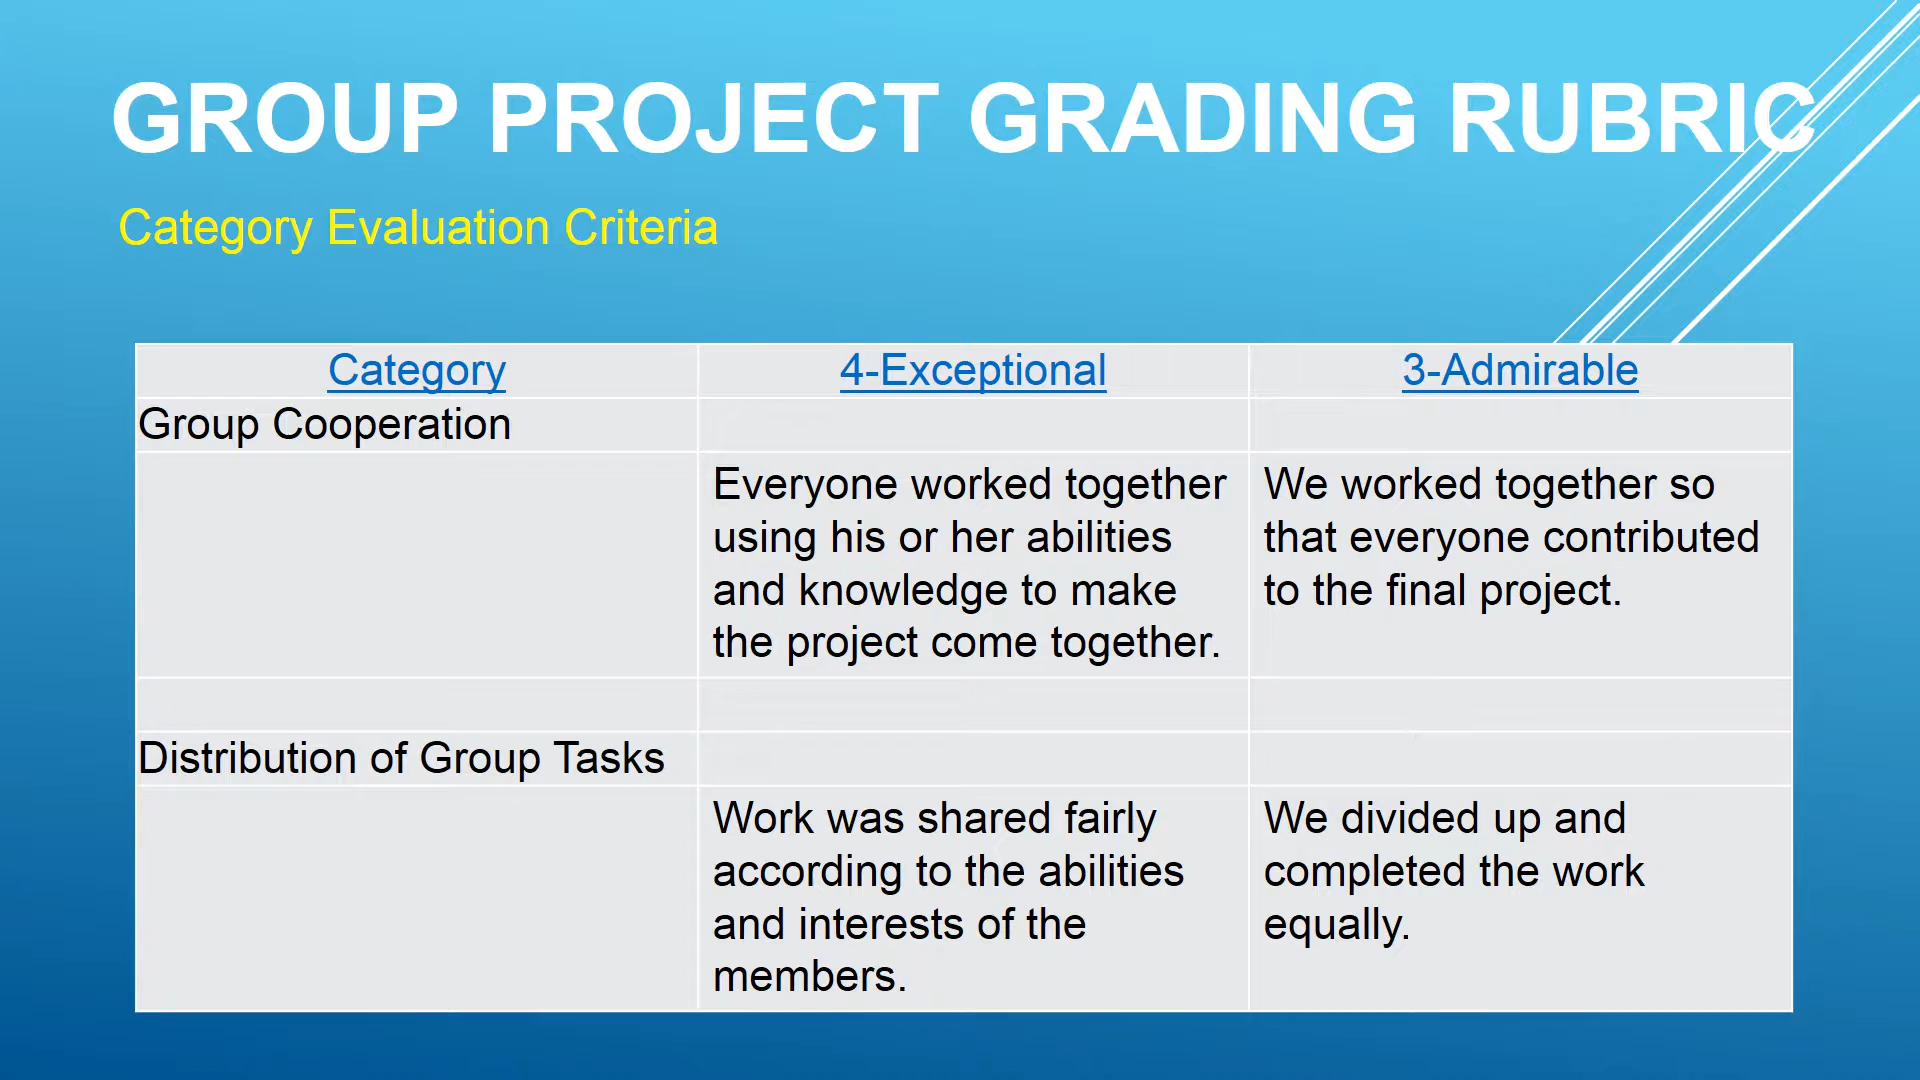 GROUP PROJECT GRADING RUBRIC
Category Evaluation Criteria
Category 4-Exceptional 3-Admirable
Group Cooperation
Everyone worked together
using his or her abilities
and knowledge to make
the project come together.
We worked together so
that everyone contributed
to the final project.
Distribution of Group Tasks
Work was shared fairly
according to the abilities
and interests of the
members.
We divided up and
completed the work
equally.